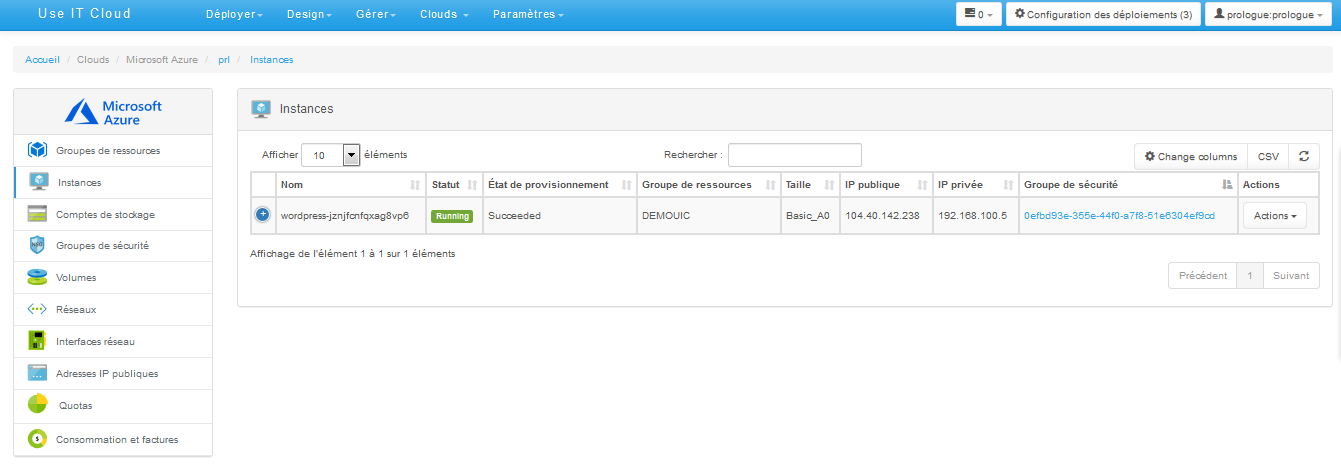 Use IT Cloud Déployer Design Gérer Clouds Paramètres 0 Configuration des déploiements (3) prologue:prologue
Accueil / Clouds / Microsoft Azure / prl / Instances
Microsoft Azure
Groupes de ressources
Instances
Comptes de stockage
Groupes de sécurité
Volumes
Réseaux
Interfaces réseau
Adresses IP publiques
Quotas
Consommation et factures
Instances
Afficher 10 éléments Rechercher : Change columns CSV
Nom Statut État de provisionnement Groupe de ressources Taille IP publique IP privée Groupe de sécurité Actions
wordpress-jznjfcnfqxag8vp6 Running Succeeded DEMOUIC Basic_A0 104.40.142.238 192.168.100.5 0efbd93e-355e-44f0-a7f8-51e6304ef9cd Actions
Affichage de l'élément 1 à 1 sur 1 éléments
Précédent 1 Suivant